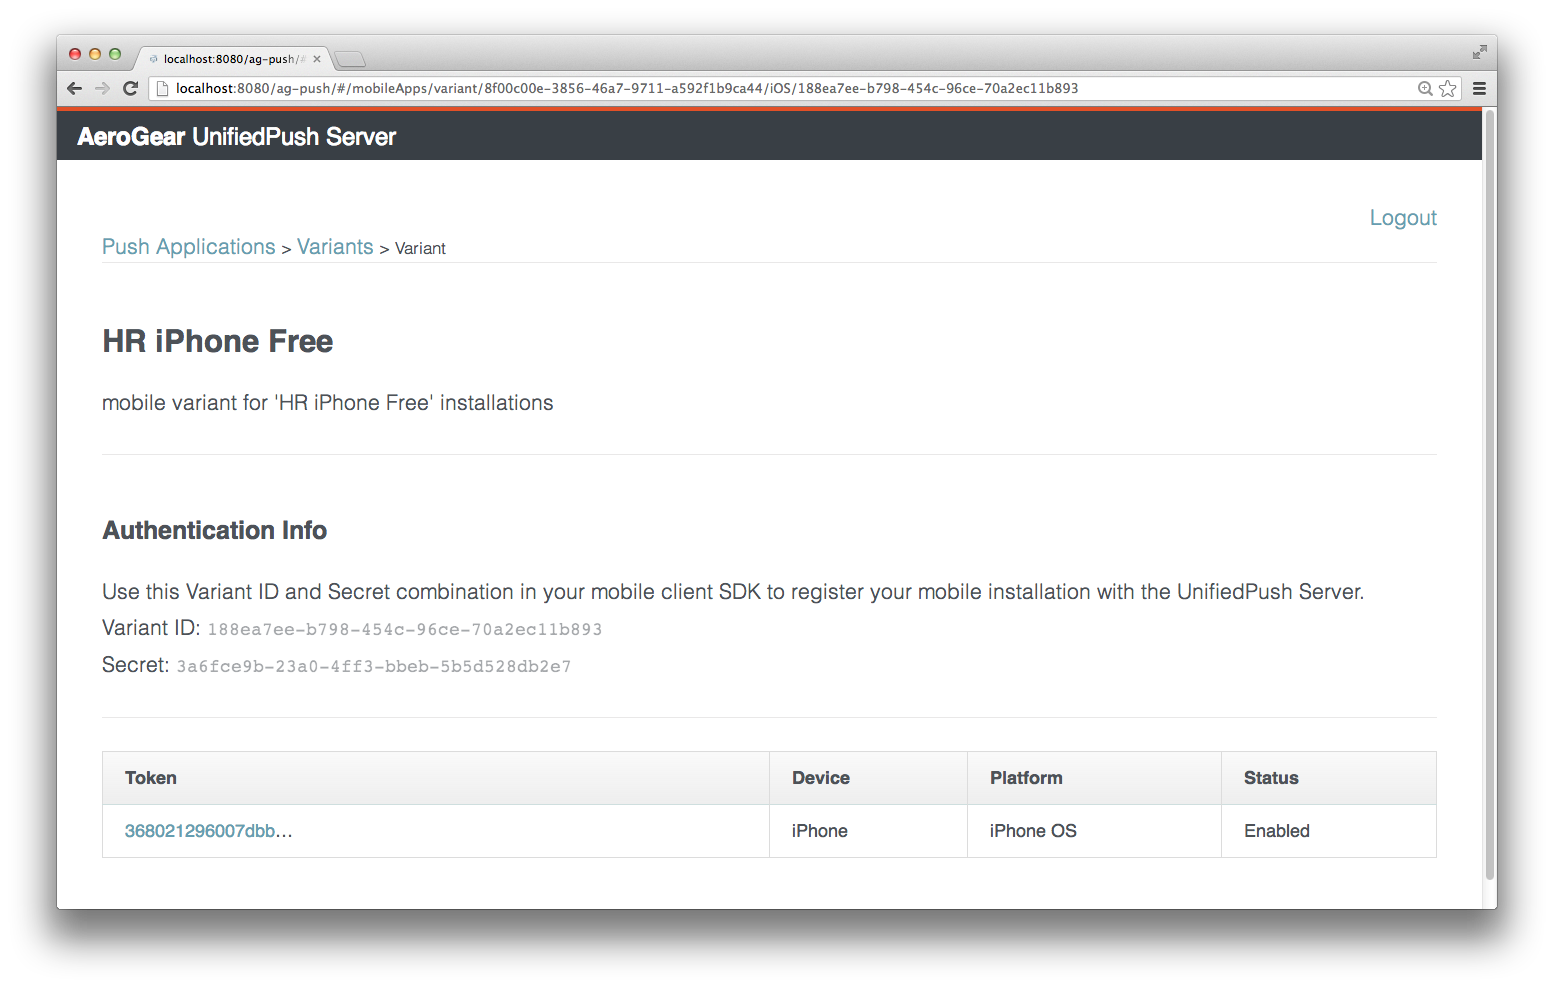 localhost:8080/ag-push/#
localhost:8080/ag-push/#/mobileApps/variant/8f00c00e-3856-46a7-9711-a592f1b9ca44/iOS/188ea7ee-b798-454c-96ce-70a2ec11b893
AeroGear UnifiedPush Server
Logout
Push Applications > Variants > Variant
HR iPhone Free
mobile variant for 'HR iPhone Free' installations
Authentication Info
Use this Variant ID and Secret combination in your mobile client SDK to register your mobile installation with the UnifiedPush Server.
Variant ID: 188ea7ee-b798-454c-96ce-70a2ec11b893
Secret: 3a6fce9b-23a0-4ff3-bbeb-5b5d528db2e7
Token Device Platform Status
368021296007dbb... iPhone iPhone OS Enabled